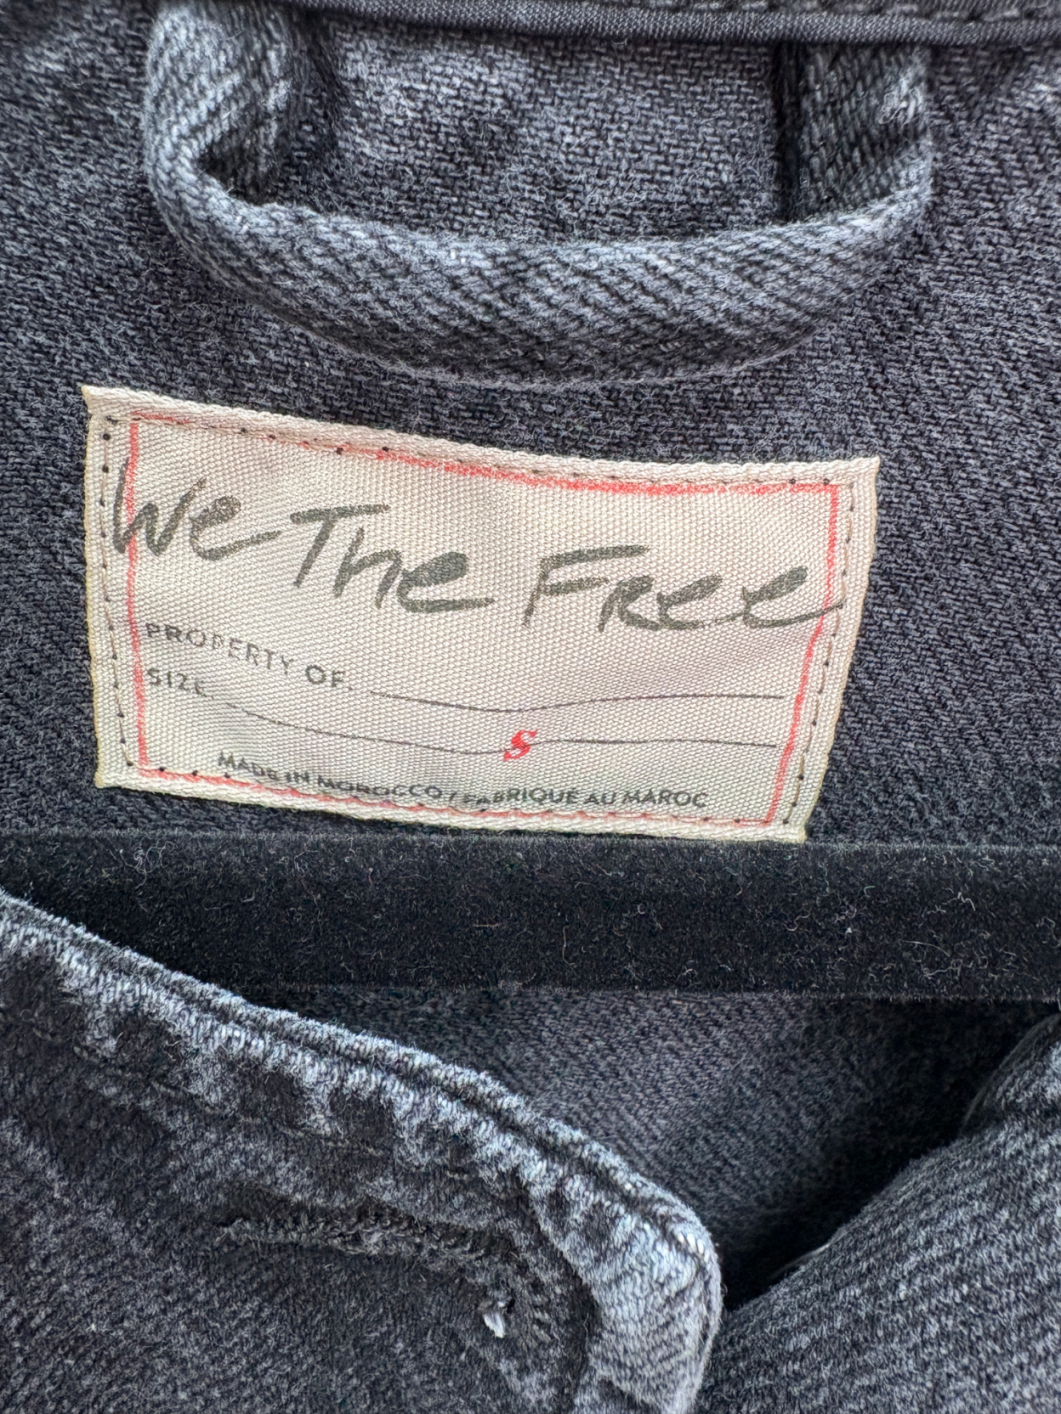 We The Free
PROPERTY OF.
SIZE. S
MADE IN MOROCCO / FABRIQUÉ AU MAROC